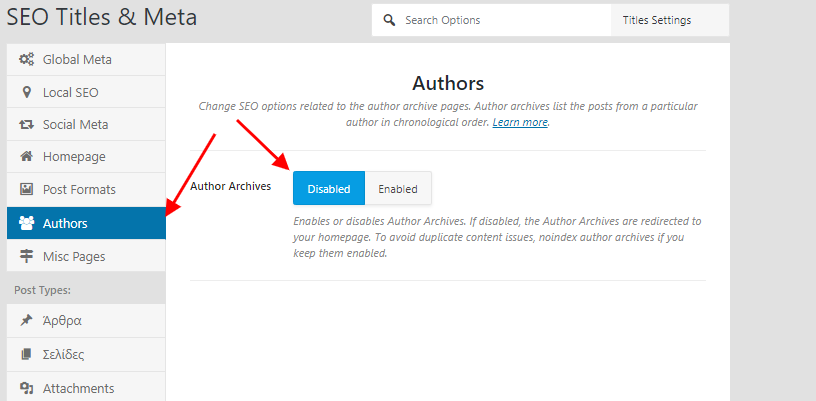 SEO Titles & Meta
Search Options
Titles Settings
Global Meta
Local SEO
Social Meta
Homepage
Post Formats
Authors
Misc Pages
Post Types:
Άρθρα
Σελίδες
Attachments
Authors
Change SEO options related to the author archive pages. Author archives list the posts from a particular
author in chronological order. Learn more.
Author Archives
Disabled
Enabled
Enables or disables Author Archives. If disabled, the Author Archives are redirected to
your homepage. To avoid duplicate content issues, noindex author archives if you
keep them enabled.